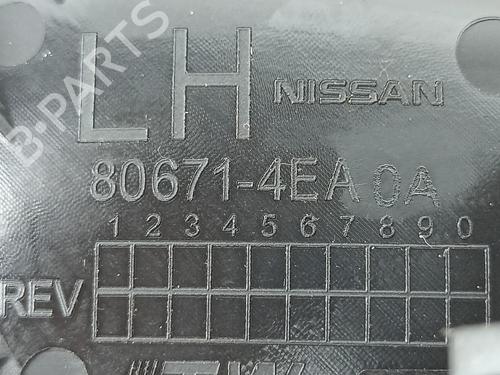 LH NISSAN
80671-4EA0A
1 2 3 4 5 6 7 8 9 0
REV
B-PARTS